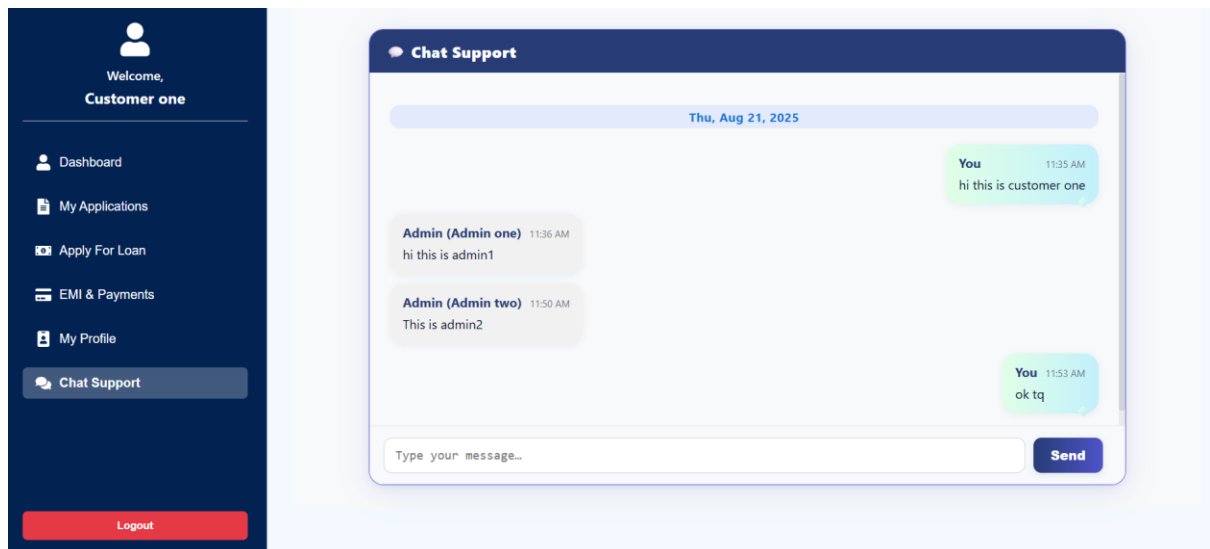 Welcome,
Customer one
Dashboard
My Applications
Apply For Loan
EMI & Payments
My Profile
Chat Support
Logout
Chat Support
Thu, Aug 21, 2025
You 11:35 AM
hi this is customer one
Admin (Admin one) 11:36 AM
hi this is admin1
Admin (Admin two) 11:50 AM
This is admin2
You 11:53 AM
ok tq
Type your message...
Send